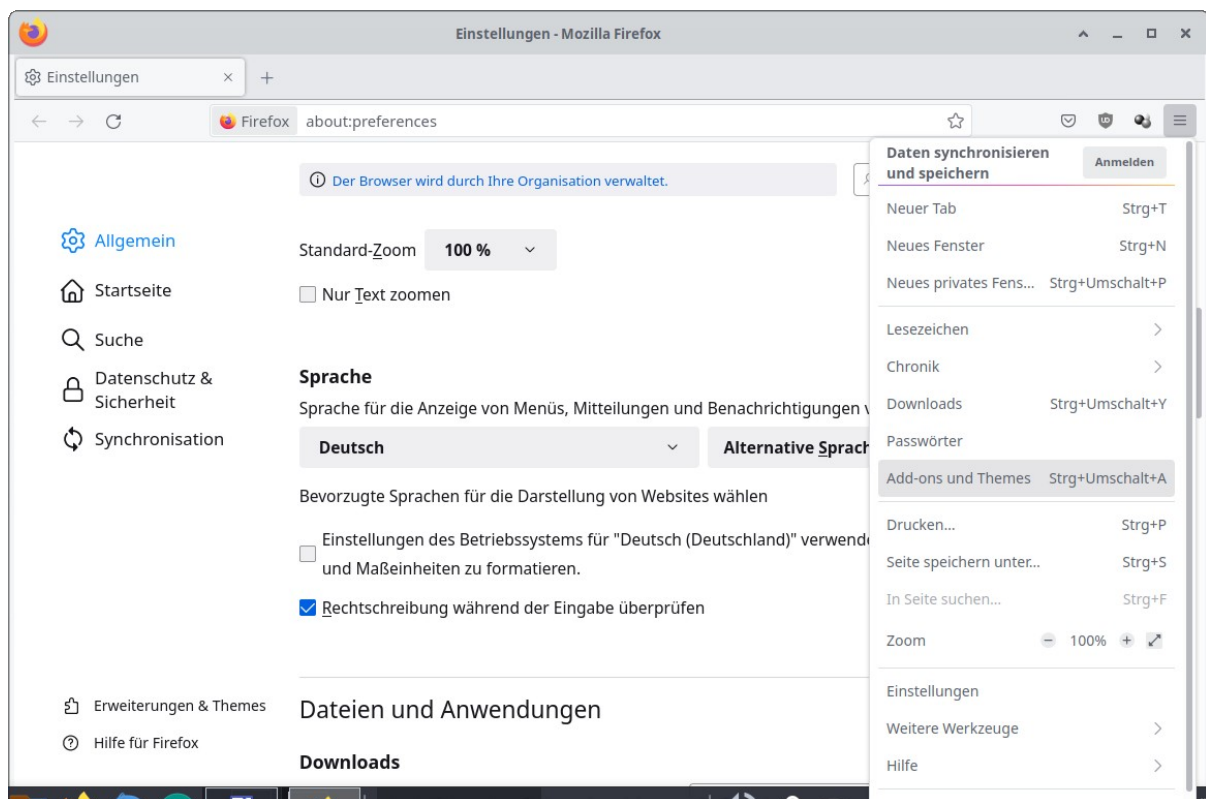 Einstellungen - Mozilla Firefox
Einstellungen
Firefox about:preferences
Der Browser wird durch Ihre Organisation verwaltet.
Allgemein
Startseite
Suche
Datenschutz &
Sicherheit
Synchronisation
Erweiterungen & Themes
Hilfe für Firefox
Standard-Zoom 100 %
Nur Text zoomen
Sprache
Sprache für die Anzeige von Menüs, Mitteilungen und Benachrichtigungen
Deutsch Alternative
Bevorzugte Sprachen für die Darstellung von Websites wählen
Einstellungen des Betriebssystems für "Deutsch (Deutschland)"
und Maßeinheiten zu formatieren.
Rechtschreibung während der Eingabe überprüfen
Dateien und Anwendungen
Downloads
Daten synchronisieren
und speichern
Anmelden
Neuer Tab Strg+T
Neues Fenster Strg+N
Neues privates Fens... Strg+Umschalt+P
Lesezeichen
Chronik
Downloads Strg+Umschalt+Y
Passwörter
Add-ons und Themes Strg+Umschalt+A
Drucken... Strg+P
Seite speichern unter... Strg+S
In Seite suchen... Strg+F
Zoom 100%
Einstellungen
Weitere Werkzeuge
Hilfe